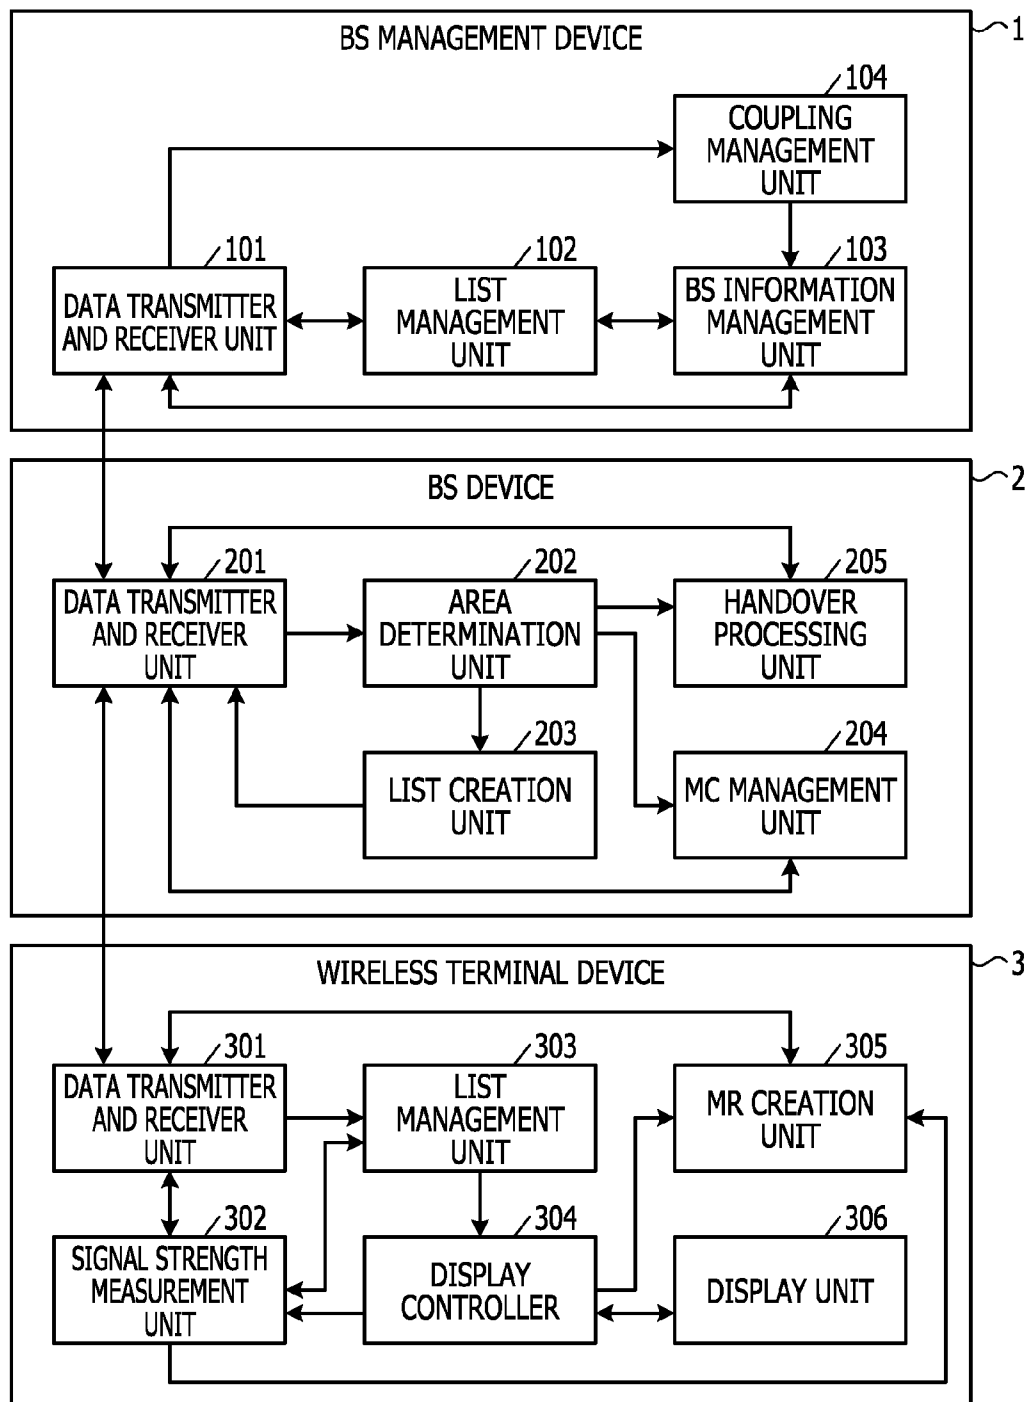 BS MANAGEMENT DEVICE
1
104
COUPLING
MANAGEMENT
UNIT
101
DATA TRANSMITTER
AND RECEIVER UNIT
102
LIST
MANAGEMENT
UNIT
103
BS INFORMATION
MANAGEMENT
UNIT
BS DEVICE
2
201
DATA TRANSMITTER
AND RECEIVER
UNIT
202
AREA
DETERMINATION
UNIT
205
HANDOVER
PROCESSING
UNIT
203
LIST CREATION
UNIT
204
MC MANAGEMENT
UNIT
WIRELESS TERMINAL DEVICE
3
301
DATA TRANSMITTER
AND RECEIVER
UNIT
303
LIST
MANAGEMENT
UNIT
305
MR CREATION
UNIT
302
SIGNAL STRENGTH
MEASUREMENT
UNIT
304
DISPLAY
CONTROLLER
306
DISPLAY UNIT